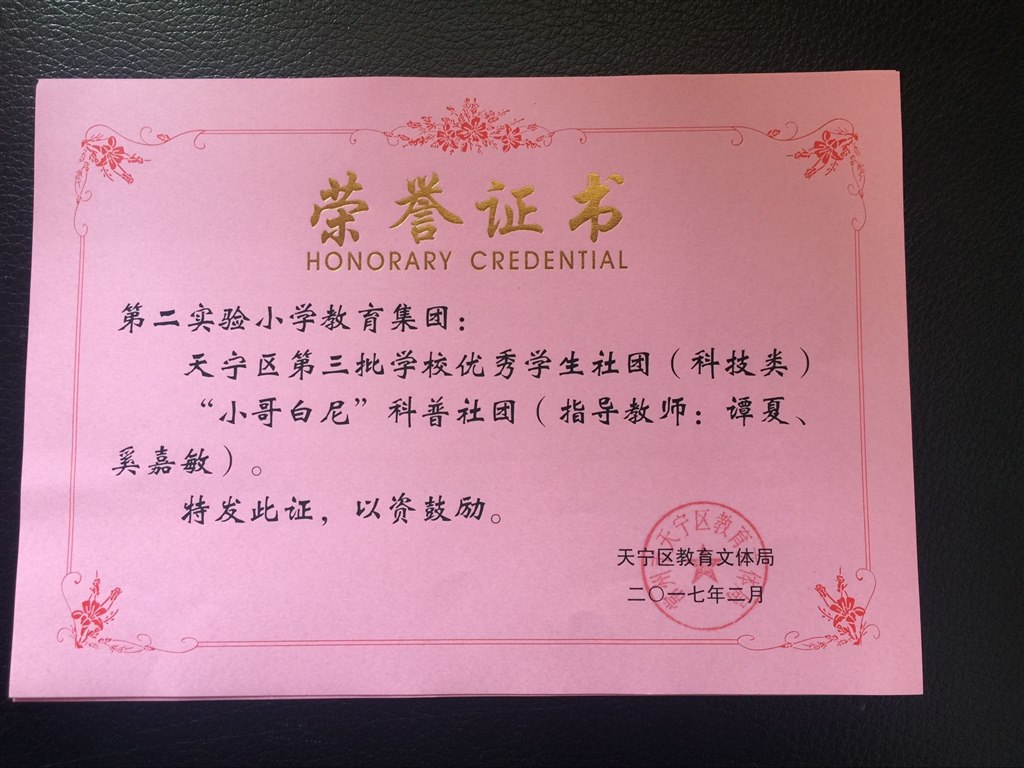 荣誉证书
HONORARY CREDENTIAL
第二实验小学教育集团：
天宁区第三批学校优秀学生社团（科技类）
“小哥白尼”科普社团（指导教师：谭夏、
奚嘉敏）。
特发此证，以资鼓励。
天宁区教育文体局
二〇一七年二月